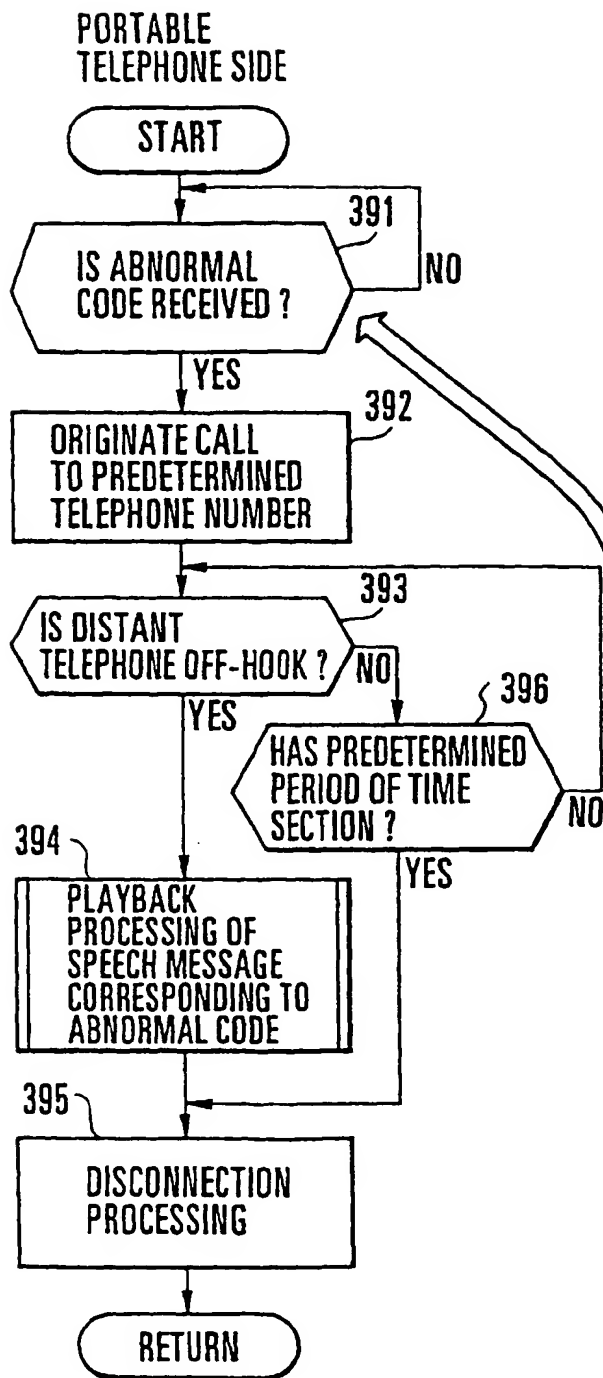 PORTABLE
TELEPHONE SIDE
START
391
IS ABNORMAL
CODE RECEIVED ?
NO
YES
392
ORIGINATE CALL
TO PREDETERMINED
TELEPHONE NUMBER
393
IS DISTANT
TELEPHONE OFF-HOOK ?
NO
YES
396
HAS PREDETERMINED
PERIOD OF TIME
SECTION ?
NO
YES
394
PLAYBACK
PROCESSING OF
SPEECH MESSAGE
CORRESPONDING TO
ABNORMAL CODE
395
DISCONNECTION
PROCESSING
RETURN